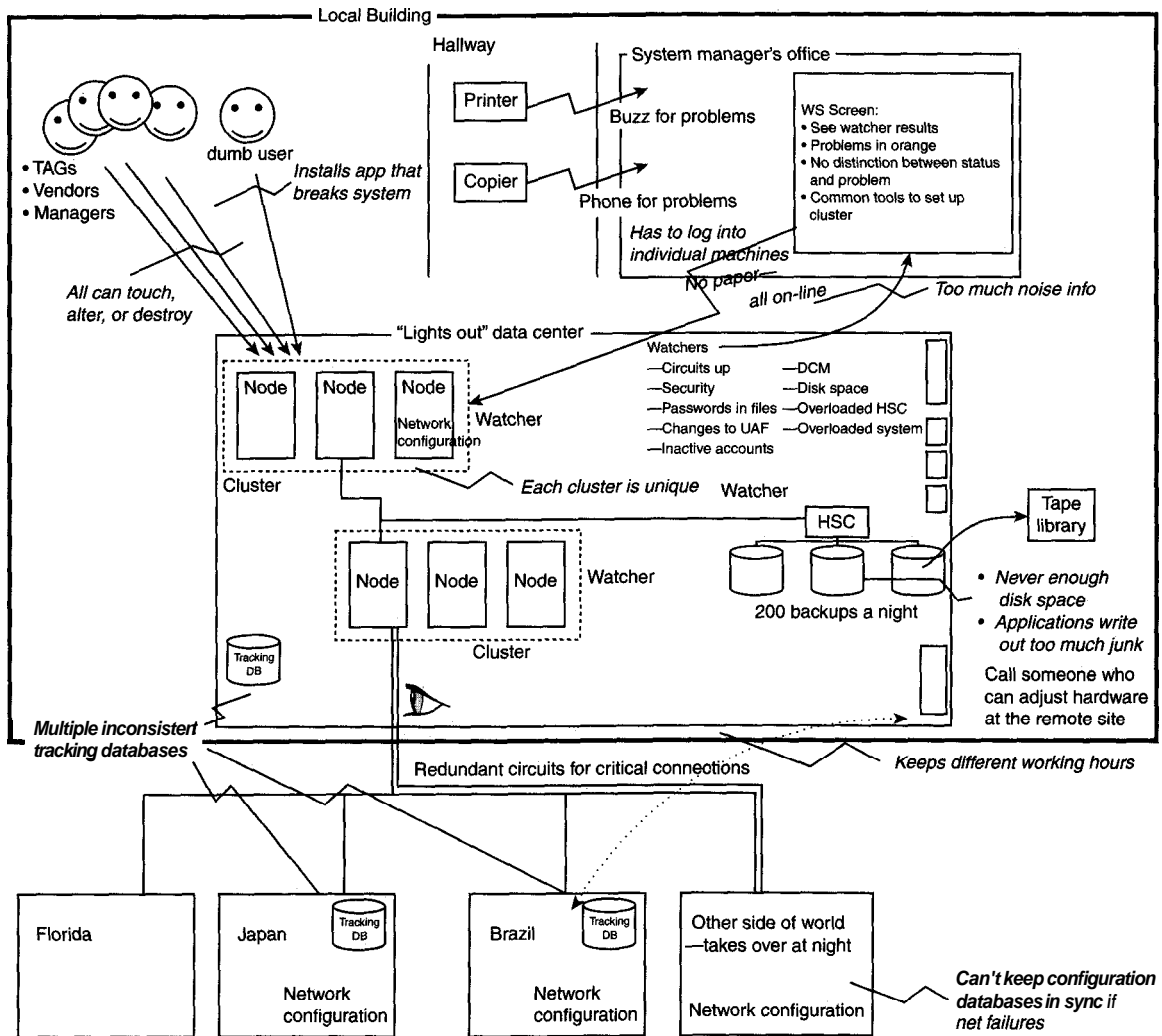 Local Building
Hallway
System manager's office
Printer
Buzz for problems
Copier
Phone for problems
WS Screen:
• See watcher results
• Problems in orange
• No distinction between status
and problem
• Common tools to set up
cluster
dumb user
• TAGs
• Vendors
• Managers
Installs app that
breaks system
All can touch,
alter, or destroy
Has to log into
individual machines
No paper—
all on-line
Too much noise info
"Lights out" data center
Node
Node
Node
Network
configuration
Watcher
Cluster
Each cluster is unique
Watchers
—Circuits up
—Security
—Passwords in files
—Changes to UAF
—Inactive accounts
—DCM
—Disk space
—Overloaded HSC
—Overloaded system
Watcher
HSC
Tape
library
200 backups a night
• Never enough
disk space
• Applications write
out too much junk
Node
Node
Node
Watcher
Cluster
Tracking
DB
Call someone who
can adjust hardware
at the remote site
Multiple inconsistent
tracking databases
Keeps different working hours
Redundant circuits for critical connections
Florida
Japan
Tracking
DB
Network
configuration
Brazil
Tracking
DB
Network
configuration
Other side of world
—takes over at night
Network configuration
Can't keep configuration
databases in sync if
net failures